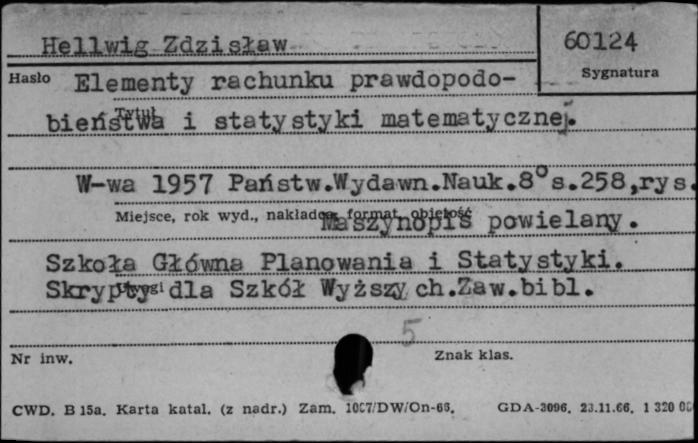 Hellwig Zdzisław
60124
Hasło
Sygnatura
Elementy rachunku prawdopodo-
Tytuł
bieństwa i statystyki matematycznej.
W-wa 1957 Państw.Wydawn.Nauk.8° s.258,rys.
Miejsce, rok wyd., nakładca, format, objętość
Maszynopis powielany.
Szkoła Główna Planowania i Statystyki.
Uwagi
Skrypty dla Szkół Wyższych.Zaw.bibl.
5
Nr inw.
Znak klas.
CWD. B 15a. Karta katal. (z nadr.) Zam. 1067/DW/On-66. GDA-3096. 23.11.66. 1 320